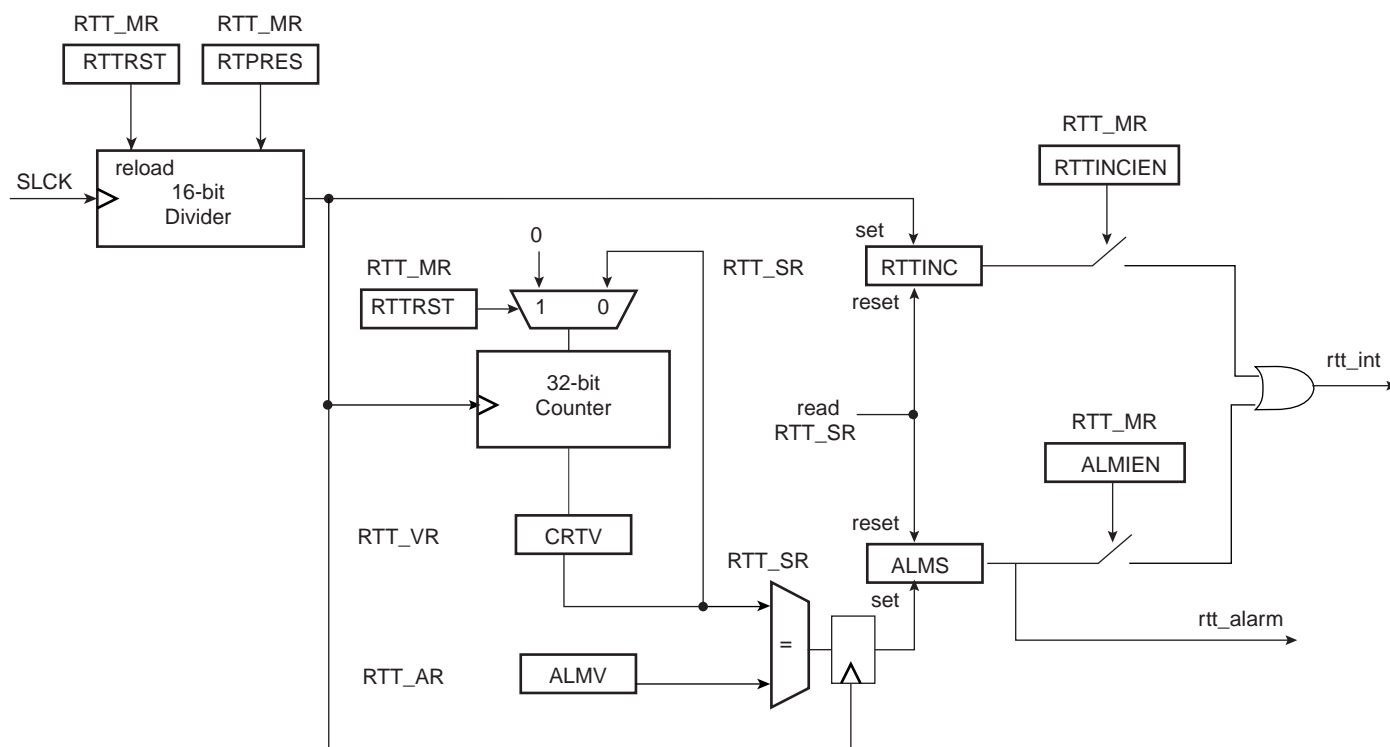 RTT_MR
RTT_MR
RTTRST
RTPRES
RTT_MR
reload
SLCK
16-bit
Divider
RTTINCIEN
0
set
RTT_MR
RTT_SR
RTTINC
RTTRST
1
0
reset
32-bit
Counter
rtt_int
read
RTT_SR
RTT_MR
ALMIEN
reset
RTT_VR
CRTV
RTT_SR
ALMS
set
rtt_alarm
=
RTT_AR
ALMV